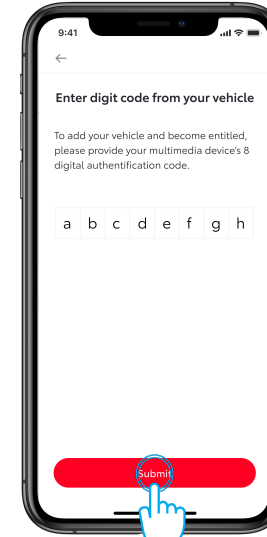 9:41
Enter digit code from your vehicle
To add your vehicle and become entitled,
please provide your multimedia device's 8
digital authentification code.
a b c d e f g h
Submit